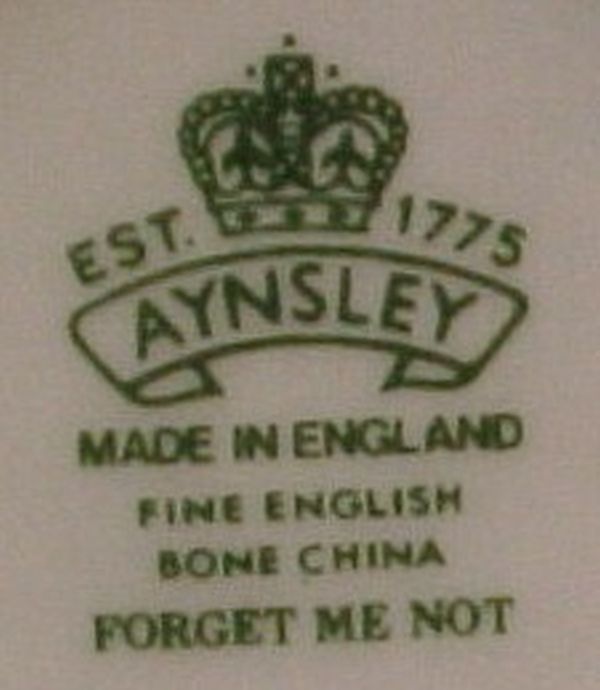 EST. 1775
AYNSLEY
MADE IN ENGLAND
FINE ENGLISH
BONE CHINA
FORGET ME NOT